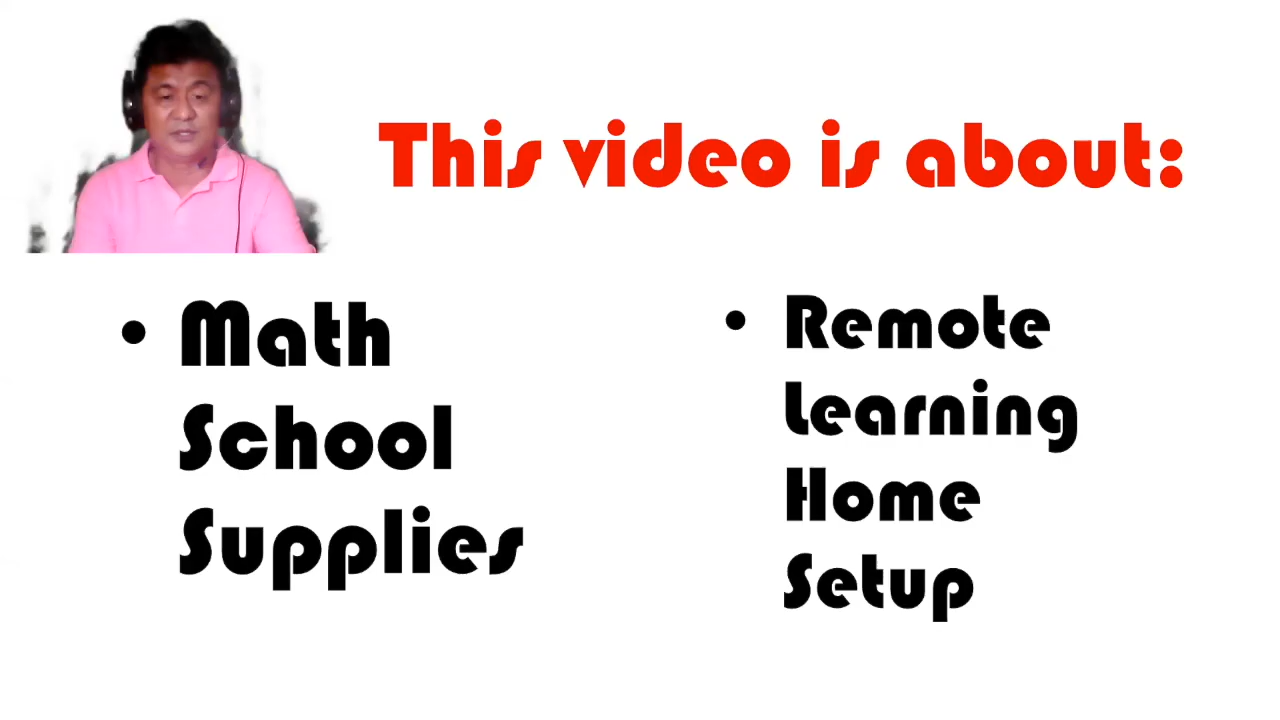 This video is about:
• Math
School
Supplies
• Remote
Learning
Home
Setup